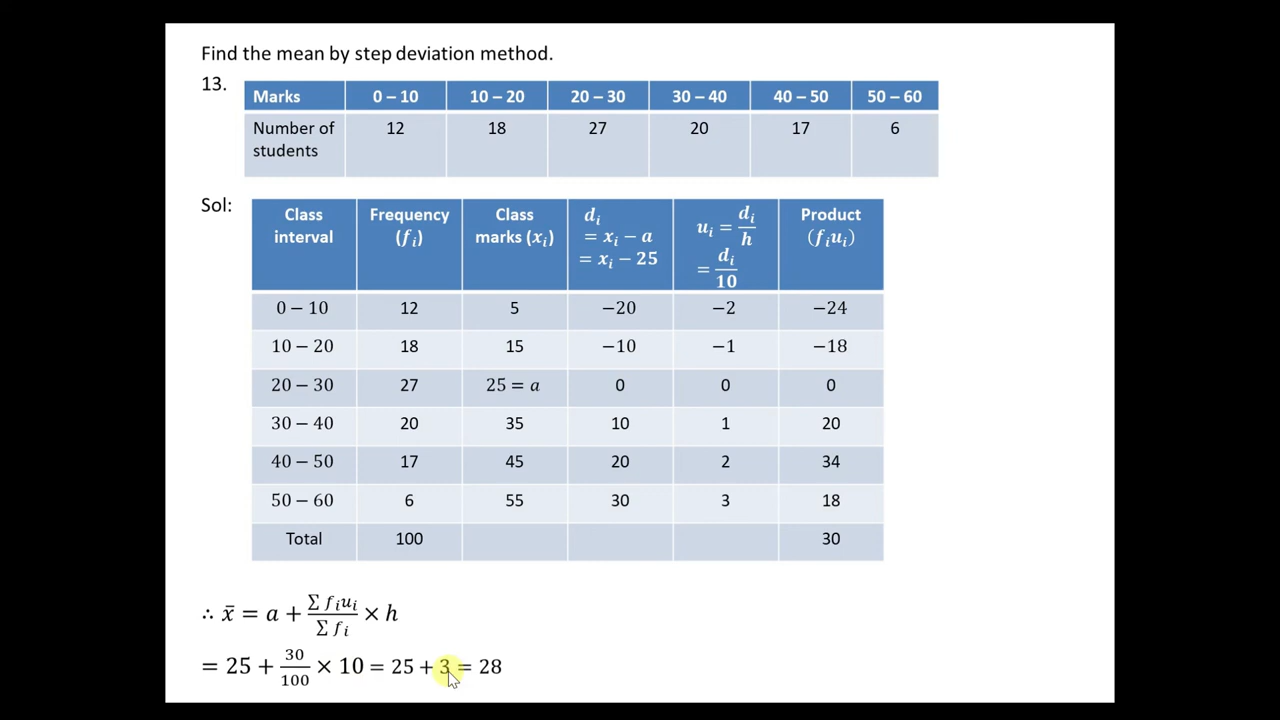 Find the mean by step deviation method.
13.
Marks 0 – 10 10 – 20 20 – 30 30 – 40 40 – 50 50 – 60
Number of students 12 18 27 20 17 6
Sol:
Class interval Frequency (fᵢ) Class marks (xᵢ) dᵢ = xᵢ − a = xᵢ − 25 uᵢ = dᵢ/h = dᵢ/10 Product (fᵢuᵢ)
0 − 10 12 5 −20 −2 −24
10 − 20 18 15 −10 −1 −18
20 − 30 27 25 = a 0 0 0
30 − 40 20 35 10 1 20
40 − 50 17 45 20 2 34
50 − 60 6 55 30 3 18
Total 100 30
∴ x̄ = a + ∑ fᵢuᵢ / ∑ fᵢ × h
= 25 + 30/100 × 10 = 25 + 3 = 28